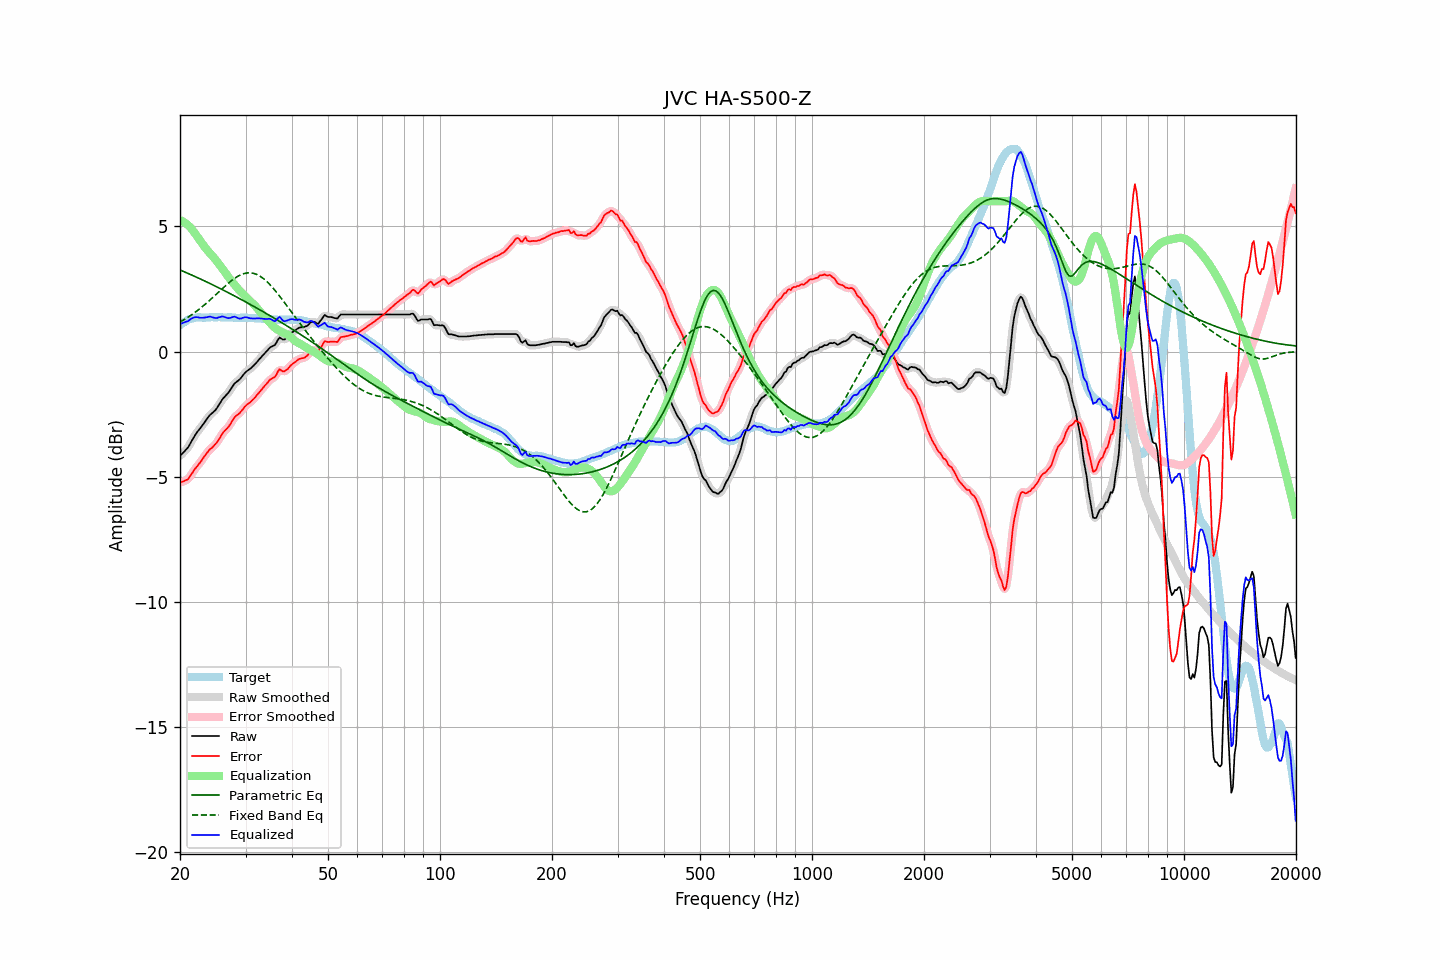 JVC HA-S500-Z
Amplitude (dBr)
5
0
−5
−10
−15
−20
Target
Raw Smoothed
Error Smoothed
Raw
Error
Equalization
Parametric Eq
Fixed Band Eq
Equalized
20 50 100 200 500 1000 2000 5000 10000 20000
Frequency (Hz)